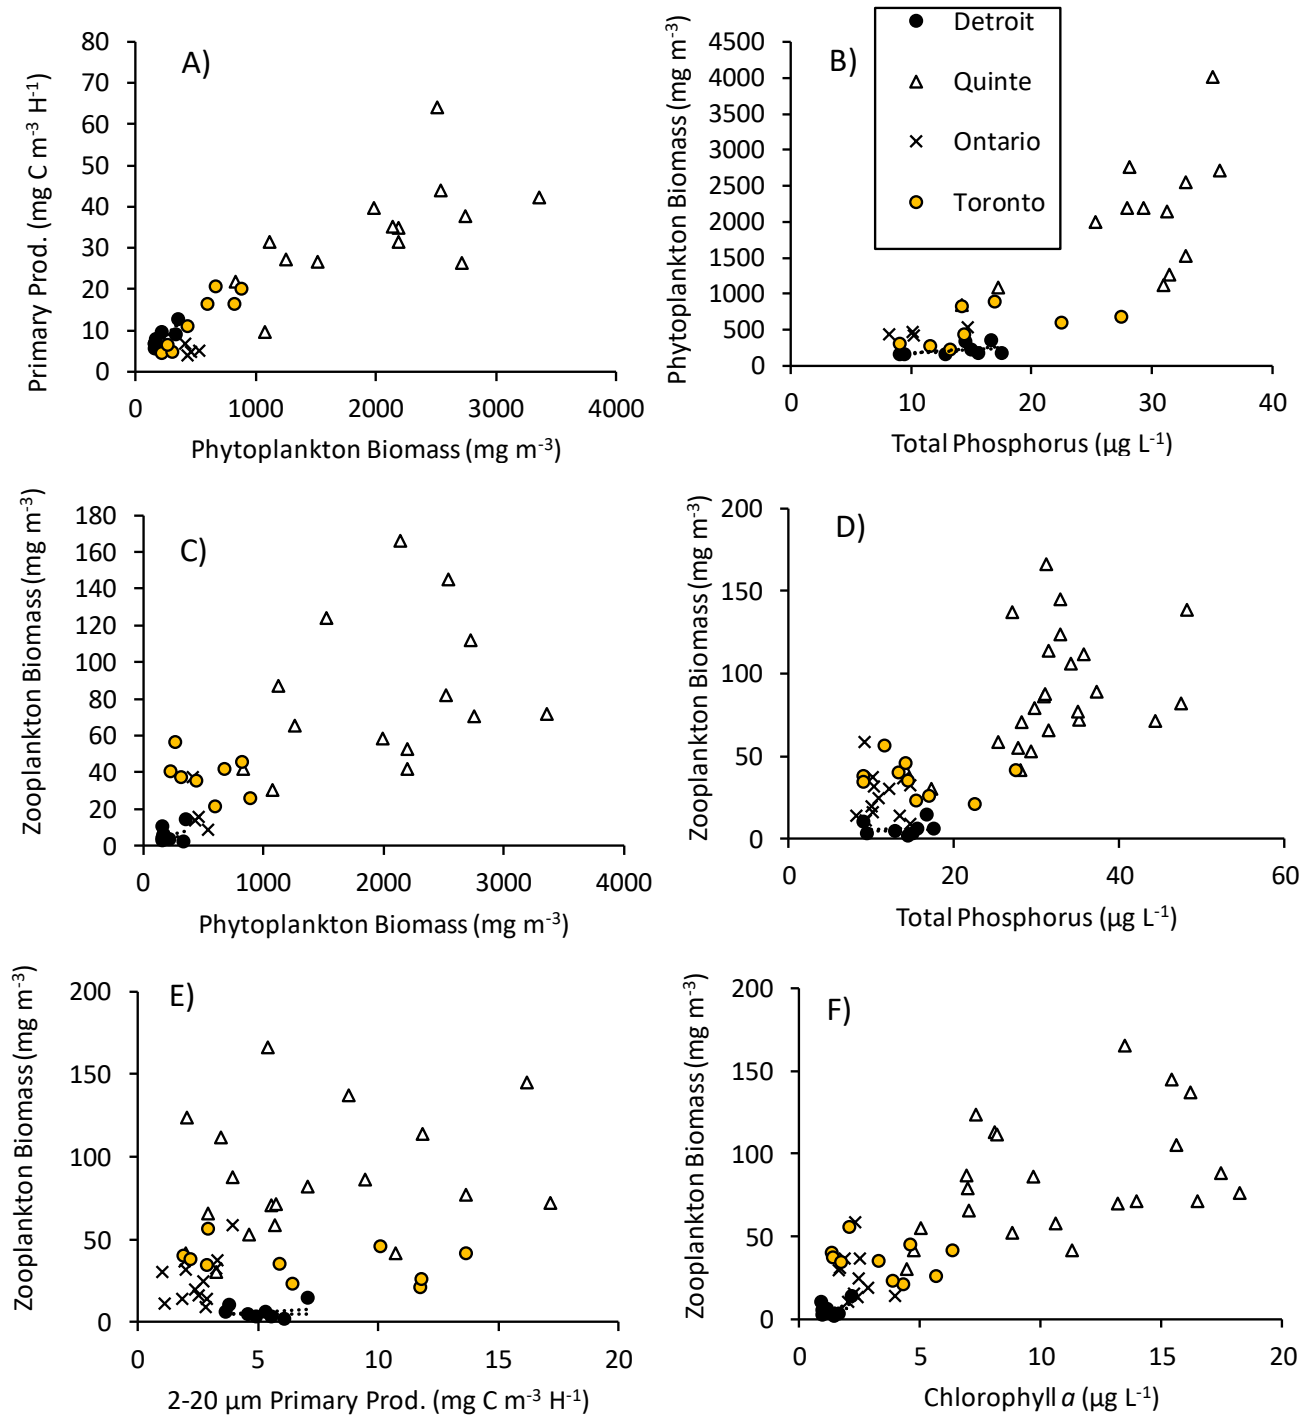 A)
Primary Prod. (mg C m⁻³ H⁻¹)
80
70
60
50
40
30
20
10
0
0 1000 2000 3000 4000
Phytoplankton Biomass (mg m⁻³)
B)
Detroit
Quinte
Ontario
Toronto
Phytoplankton Biomass (mg m⁻³)
4500
4000
3500
3000
2500
2000
1500
1000
500
0
0 10 20 30 40
Total Phosphorus (µg L⁻¹)
C)
Zooplankton Biomass (mg m⁻³)
180
160
140
120
100
80
60
40
20
0
0 1000 2000 3000 4000
Phytoplankton Biomass (mg m⁻³)
D)
Zooplankton Biomass (mg m⁻³)
200
150
100
50
0
0 20 40 60
Total Phosphorus (µg L⁻¹)
E)
Zooplankton Biomass (mg m⁻³)
200
150
100
50
0
0 5 10 15 20
2-20 µm Primary Prod. (mg C m⁻³ H⁻¹)
F)
Zooplankton Biomass (mg m⁻³)
200
150
100
50
0
0 5 10 15 20
Chlorophyll a (µg L⁻¹)